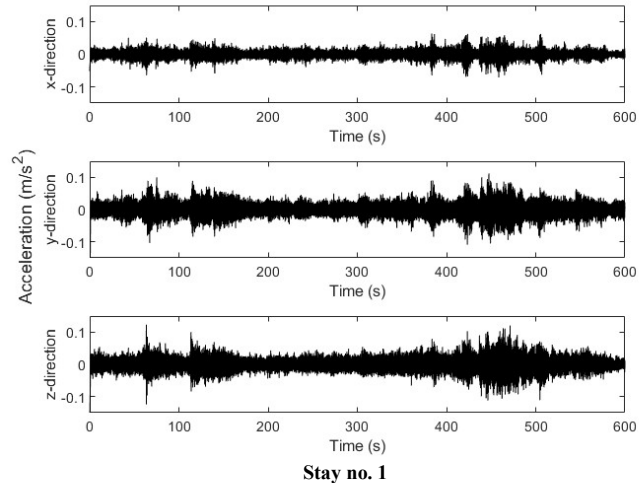 0.1
0
-0.1
x-direction
0 100 200 300 400 500 600
Time (s)
Acceleration (m/s²)
0.1
0
-0.1
y-direction
0 100 200 300 400 500 600
Time (s)
0.1
0
-0.1
z-direction
0 100 200 300 400 500 600
Time (s)
Stay no. 1